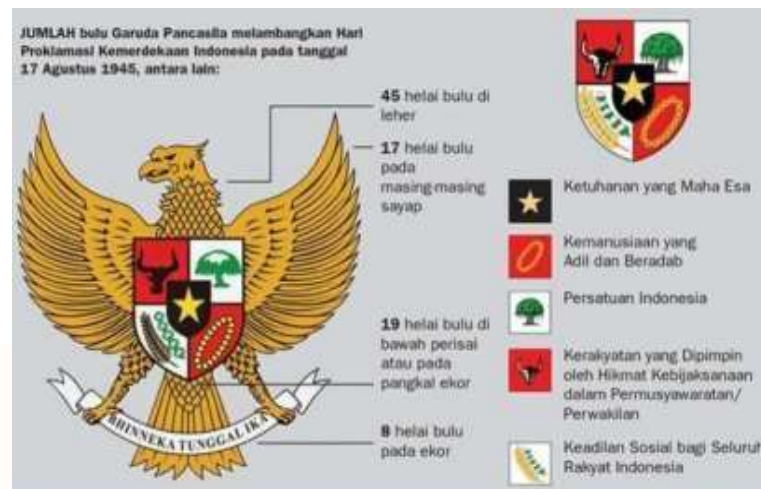 JUMLAH bulu Garuda Pancasila melambangkan Hari
Proklamasi Kemerdekaan Indonesia pada tanggal
17 Agustus 1945, antara lain:
45 helai bulu di
leher
17 helai bulu
pada
masing-masing
sayap
19 helai bulu di
bawah perisai
atau pada
pangkal ekor
8 helai bulu
pada ekor
BHINNEKA TUNGGAL IKA
Ketuhanan yang Maha Esa
Kemanusiaan yang
Adil dan Beradab
Persatuan Indonesia
Kerakyatan yang Dipimpin
oleh Hikmat Kebijaksanaan
dalam Permusyawaratan/
Perwakilan
Keadilan Sosial bagi Seluruh
Rakyat Indonesia